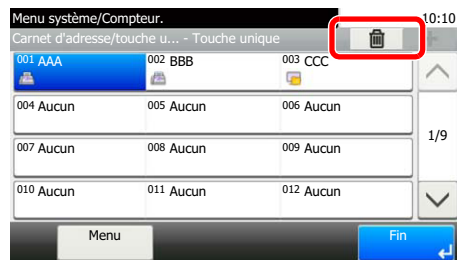 Menu système/Compteur.
10:10
Carnet d'adresse/touche u... - Touche unique
001 AAA 002 BBB 003 CCC
004 Aucun 005 Aucun 006 Aucun
1/9
007 Aucun 008 Aucun 009 Aucun
010 Aucun 011 Aucun 012 Aucun
Menu Fin